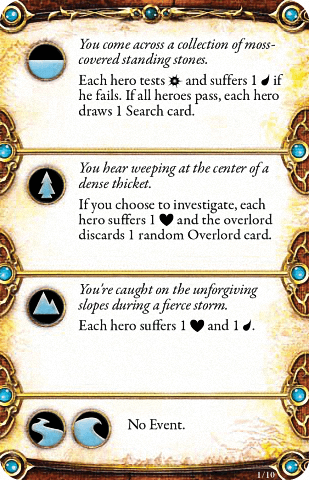 You come across a collection of moss-
covered standing stones.
Each hero tests and suffers 1 if
he fails. If all heroes pass, each hero
draws 1 Search card.
You hear weeping at the center of a
dense thicket.
If you choose to investigate, each
hero suffers 1 and the overlord
discards 1 random Overlord card.
You're caught on the unforgiving
slopes during a fierce storm.
Each hero suffers 1 and 1 .
No Event.
1/10